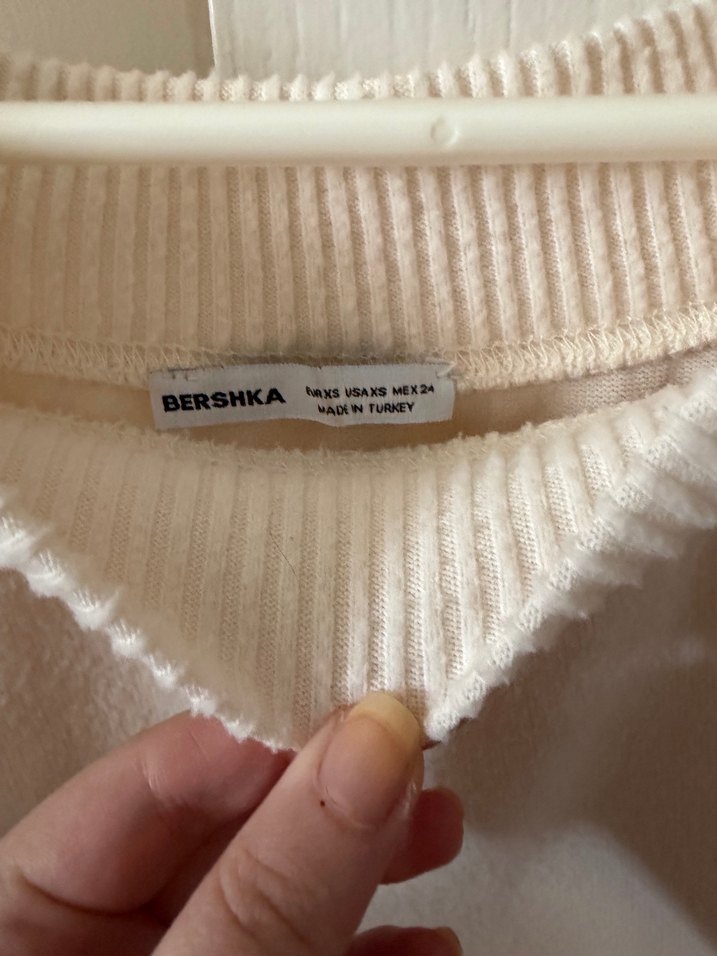 BERSHKA
EUR XS USA XS MEX 24
MADE IN TURKEY